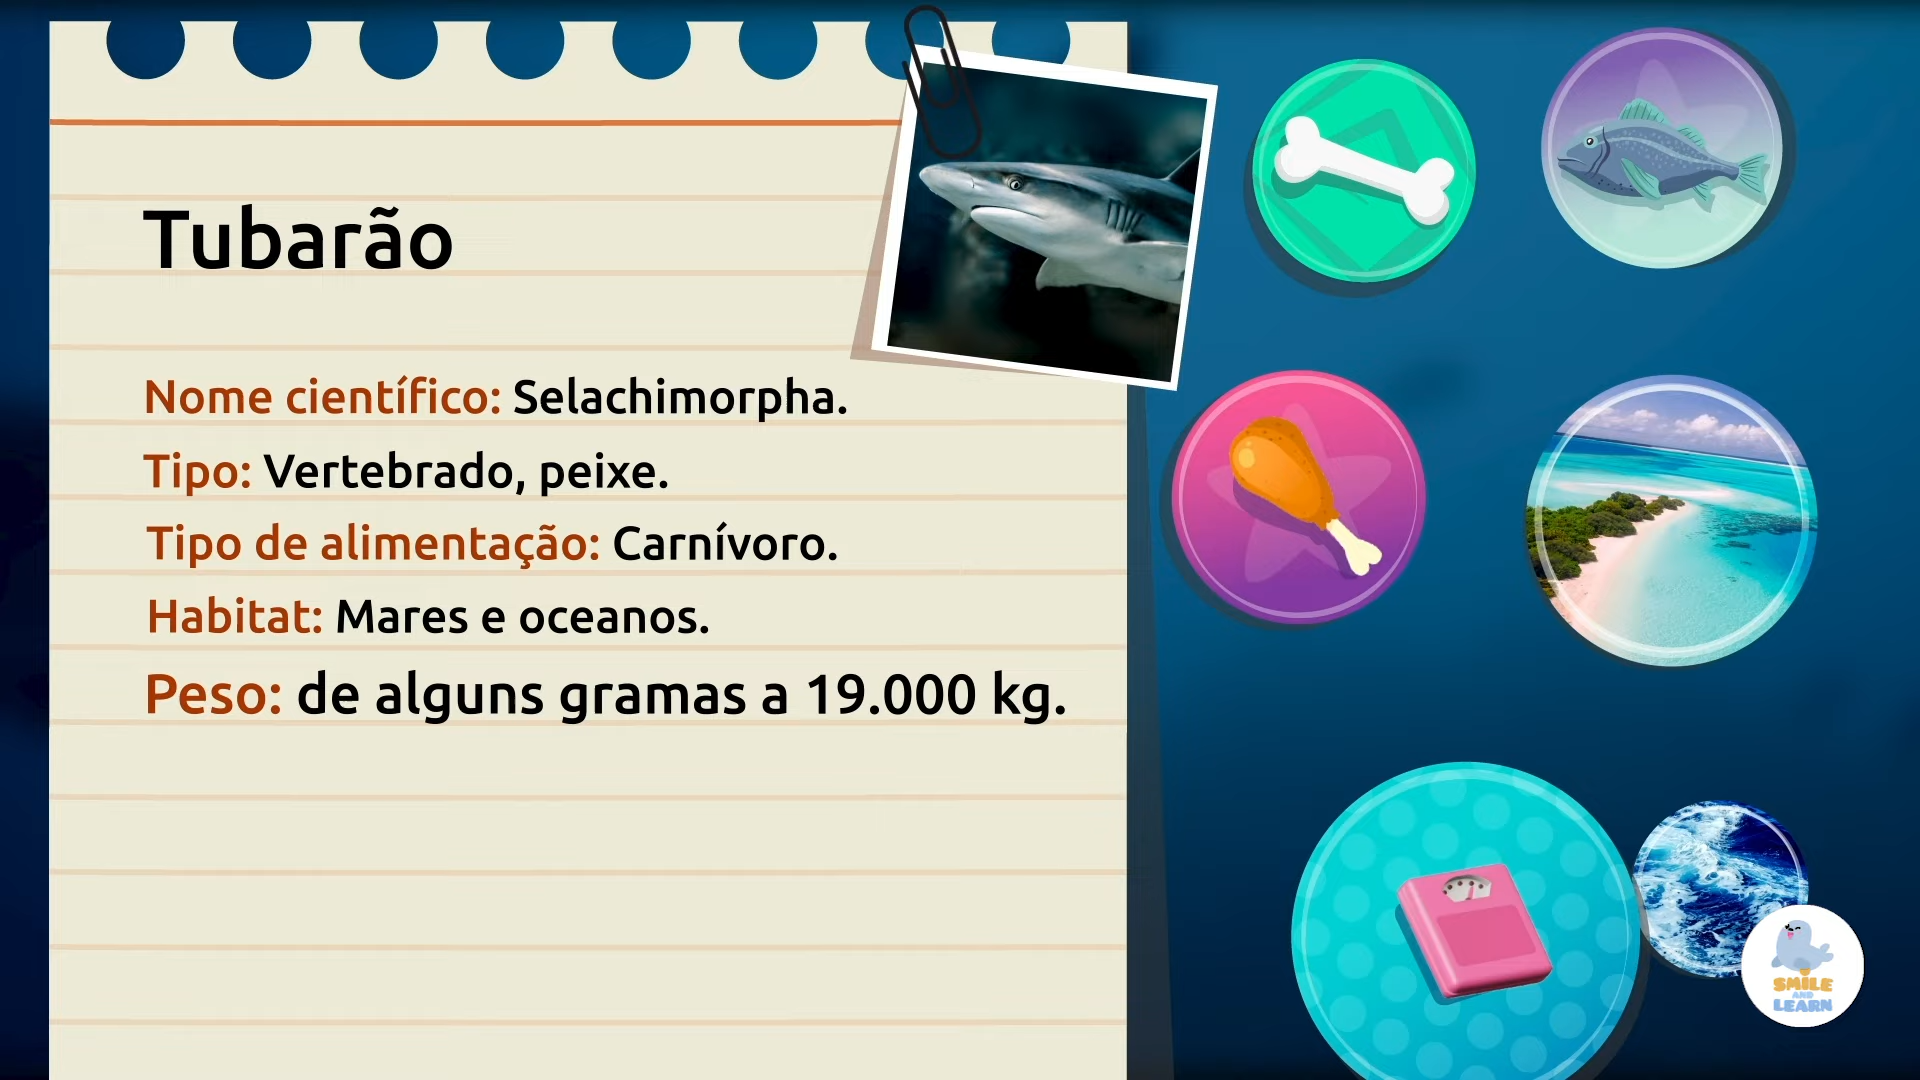 Tubarão
Nome científico: Selachimorpha.
Tipo: Vertebrado, peixe.
Tipo de alimentação: Carnívoro.
Habitat: Mares e oceanos.
Peso: de alguns gramas a 19.000 kg.
SMILE
AND
LEARN